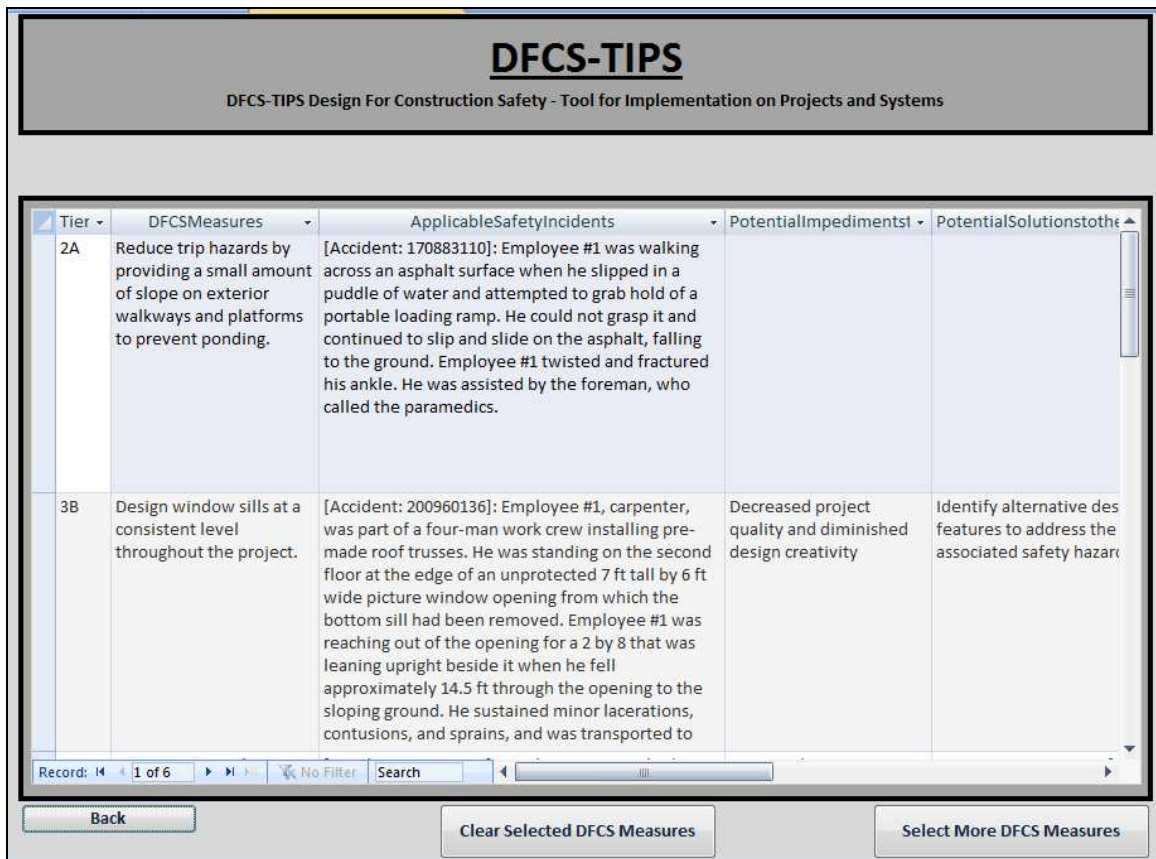 DFCS-TIPS
DFCS-TIPS Design For Construction Safety - Tool for Implementation on Projects and Systems
Tier DFCSMeasures ApplicableSafetyIncidents PotentialImpedimentst PotentialSolutionstothe
2A
Reduce trip hazards by
providing a small amount
of slope on exterior
walkways and platforms
to prevent ponding.
[Accident: 170883110]: Employee #1 was walking
across an asphalt surface when he slipped in a
puddle of water and attempted to grab hold of a
portable loading ramp. He could not grasp it and
continued to slip and slide on the asphalt, falling
to the ground. Employee #1 twisted and fractured
his ankle. He was assisted by the foreman, who
called the paramedics.
3B
Design window sills at a
consistent level
throughout the project.
[Accident: 200960136]: Employee #1, carpenter,
was part of a four-man work crew installing pre-
made roof trusses. He was standing on the second
floor at the edge of an unprotected 7 ft tall by 6 ft
wide picture window opening from which the
bottom sill had been removed. Employee #1 was
reaching out of the opening for a 2 by 8 that was
leaning upright beside it when he fell
approximately 14.5 ft through the opening to the
sloping ground. He sustained minor lacerations,
contusions, and sprains, and was transported to
Decreased project
quality and diminished
design creativity
Identify alternative des
features to address the
associated safety hazard
Record: 1 of 6 No Filter Search
Back
Clear Selected DFCS Measures
Select More DFCS Measures